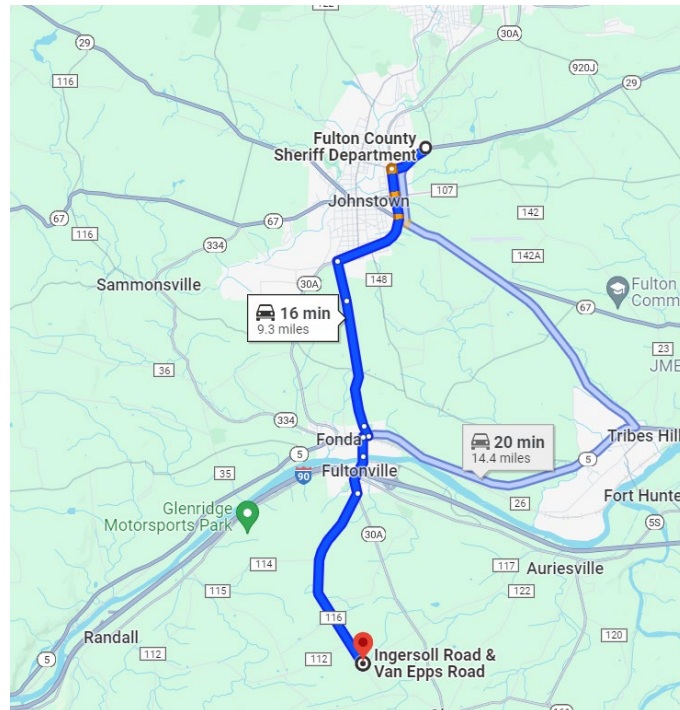 122
30A
29
116
920J
29
Fulton County
Sheriff Department
107
Johnstown
67
67
116
142
334
142A
148
30A
Sammonsville
Fulton
Comm
16 min
9.3 miles
67
23
JME
36
334
20 min
14.4 miles
Fonda
Tribes Hill
5
5
35
Fultonville
90
26
Fort Hunte
Glenridge
Motorsports Park
5S
30A
114
117
Auriesville
115
122
116
120
Randall
112
112
Ingersoll Road &
Van Epps Road
5